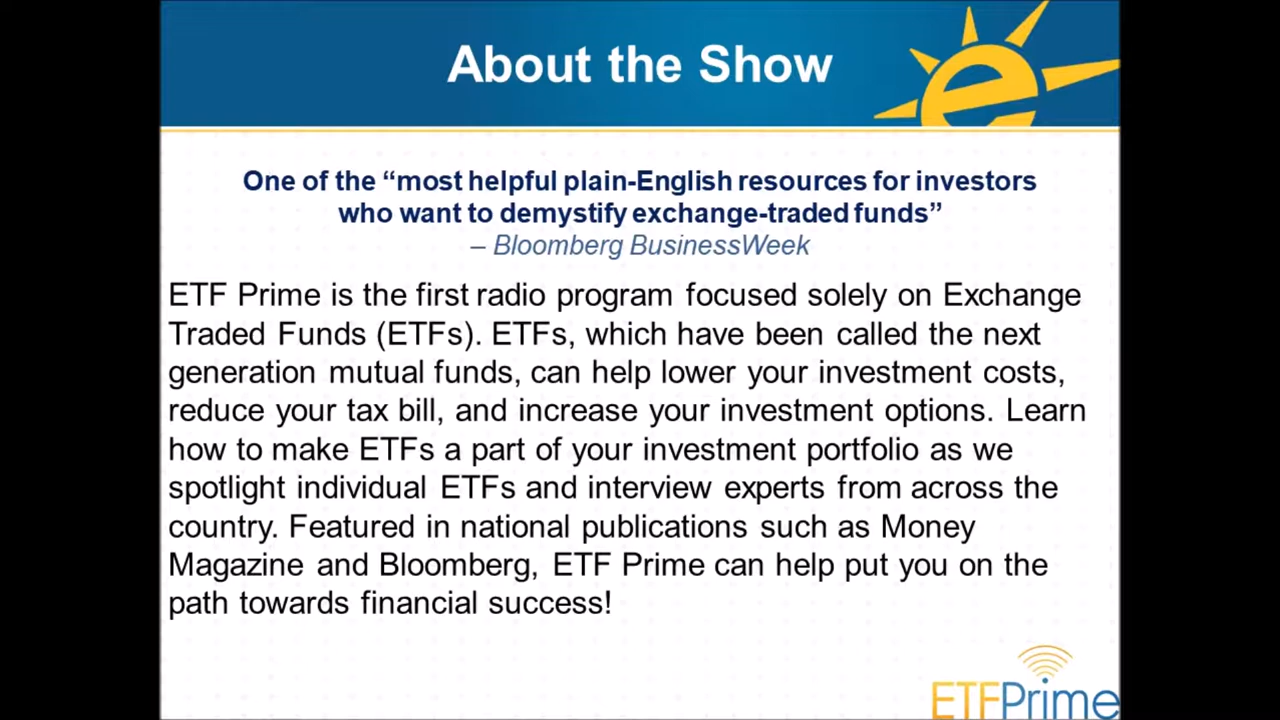 About the Show
One of the “most helpful plain-English resources for investors
who want to demystify exchange-traded funds”
– Bloomberg BusinessWeek
ETF Prime is the first radio program focused solely on Exchange
Traded Funds (ETFs). ETFs, which have been called the next
generation mutual funds, can help lower your investment costs,
reduce your tax bill, and increase your investment options. Learn
how to make ETFs a part of your investment portfolio as we
spotlight individual ETFs and interview experts from across the
country. Featured in national publications such as Money
Magazine and Bloomberg, ETF Prime can help put you on the
path towards financial success!
ETFPrime